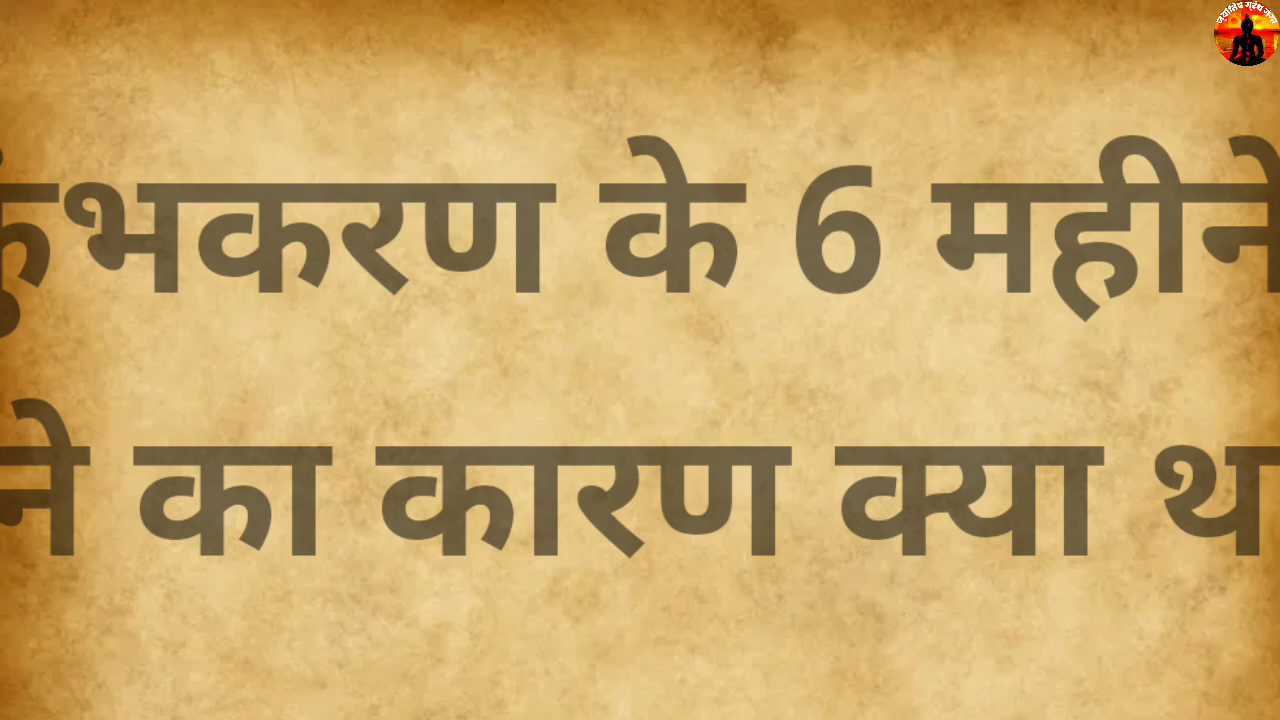 कुंभकरण के 6 महीने
ने का कारण क्या थ